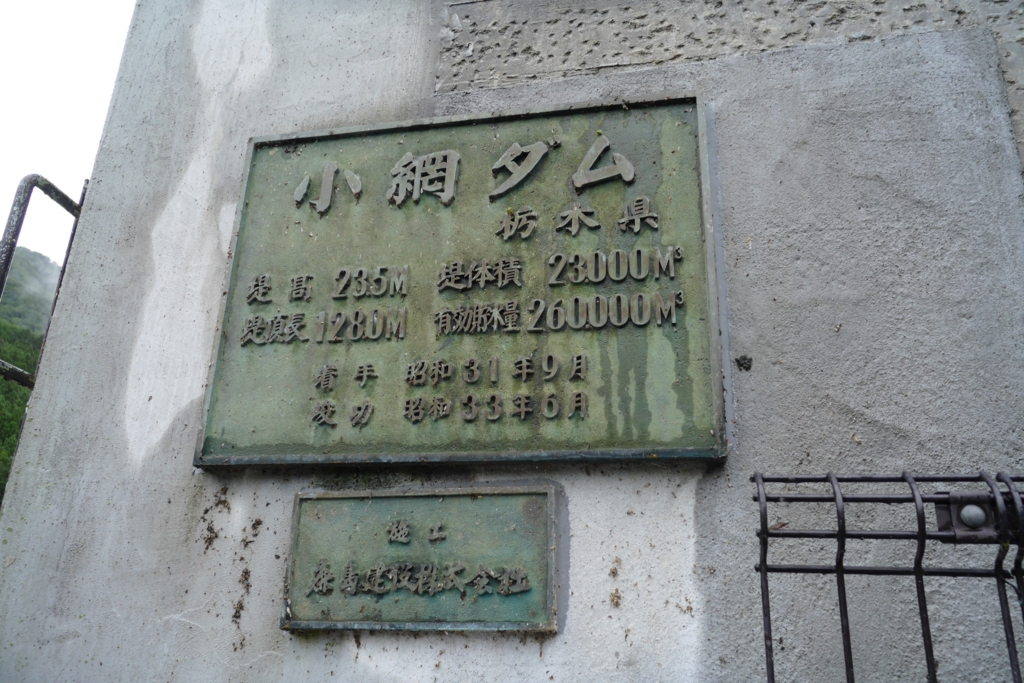 小網ダム
栃木県
堤高 23.5M 堤体積 23.000M³
堤頂長 128.0M 有効貯水量 260.000M³
着手 昭和31年9月
竣功 昭和33年6月
施工
飛島建設株式会社